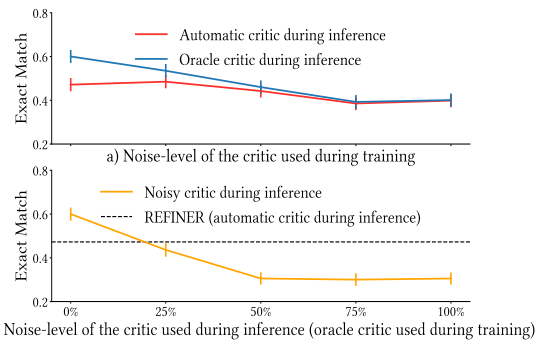 0.8
Automatic critic during inference
Oracle critic during inference
0.6
Exact Match
0.4
0.2
a) Noise-level of the critic used during training
0.8
Noisy critic during inference
REFINER (automatic critic during inference)
0.6
Exact Match
0.4
0.2
0% 25% 50% 75% 100%
Noise-level of the critic used during inference (oracle critic used during training)